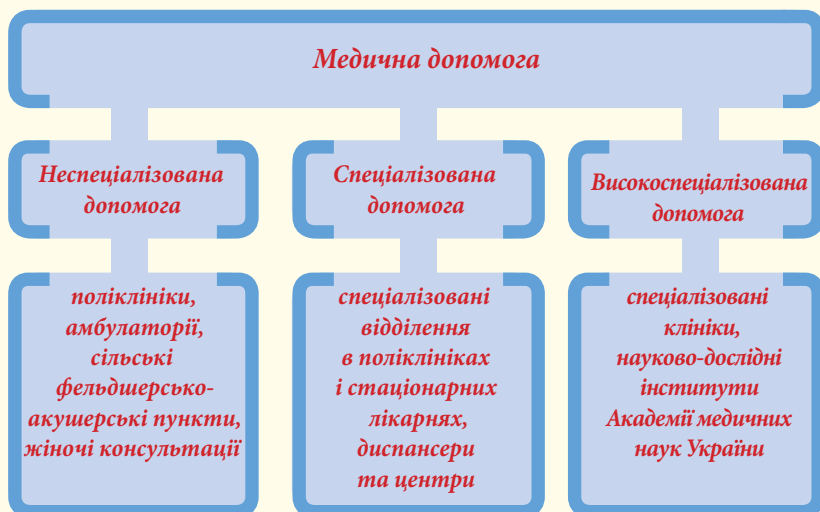 Медична допомога
Неспеціалізована
допомога
Спеціалізована
допомога
Високоспеціалізована
допомога
поліклініки,
амбулаторії,
сільські
фельдшерсько-
акушерські пункти,
жіночі консультації
спеціалізовані
відділення
в поліклініках
і стаціонарних
лікарнях,
диспансери
та центри
спеціалізовані
клініки,
науково-дослідні
інститути
Академії медичних
наук України